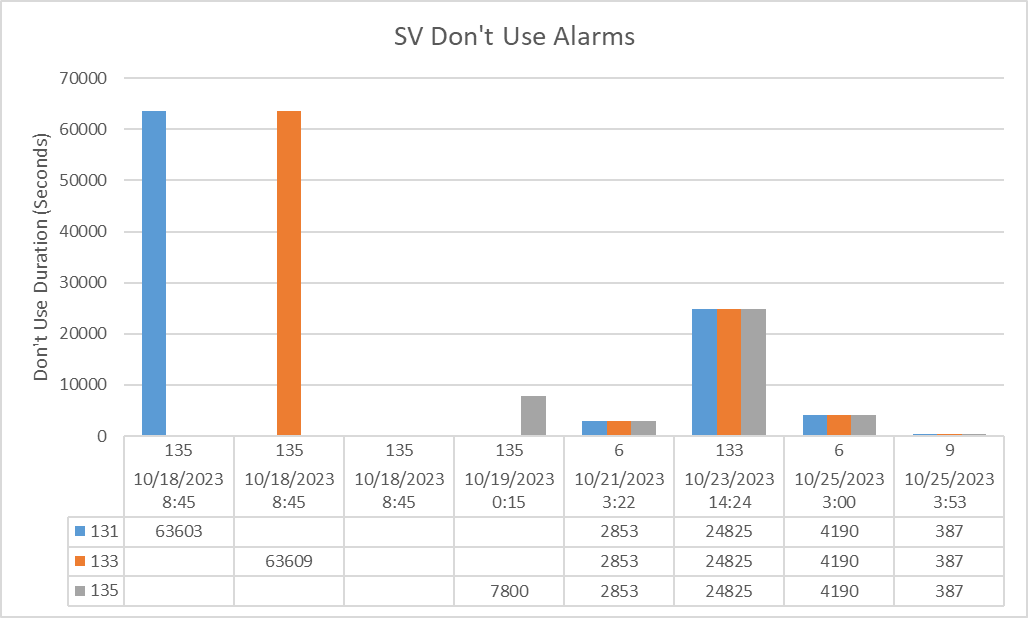 SV Don't Use Alarms
Don't Use Duration (Seconds)
70000
60000
50000
40000
30000
20000
10000
0
135 135 135 135 6 133 6 9
10/18/2023 10/18/2023 10/18/2023 10/19/2023 10/21/2023 10/23/2023 10/25/2023 10/25/2023
8:45 8:45 8:45 0:15 3:22 14:24 3:00 3:53
131 63603 2853 24825 4190 387
133 63609 2853 24825 4190 387
135 7800 2853 24825 4190 387